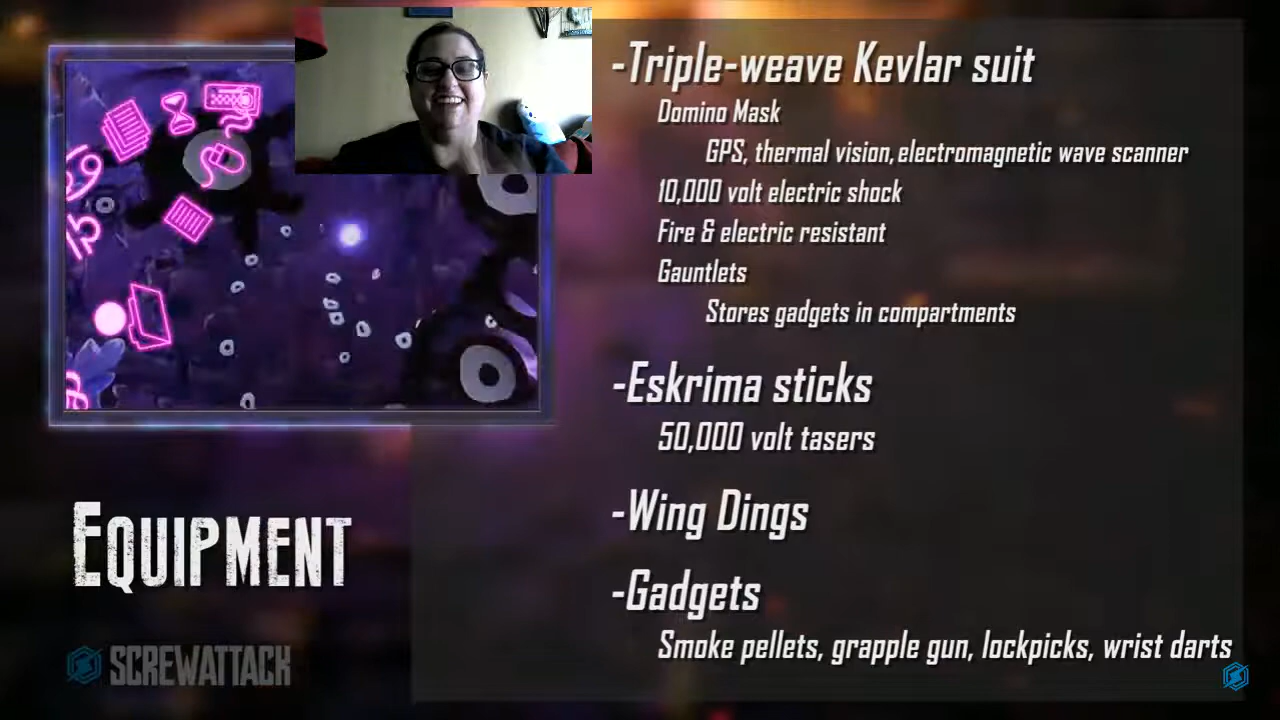 -Triple-weave Kevlar suit
Domino Mask
GPS, thermal vision, electromagnetic wave scanner
10,000 volt electric shock
Fire & electric resistant
Gauntlets
Stores gadgets in compartments
-Eskrima sticks
50,000 volt tasers
-Wing Dings
-Gadgets
Smoke pellets, grapple gun, lockpicks, wrist darts
EQUIPMENT
SCREWATTACK